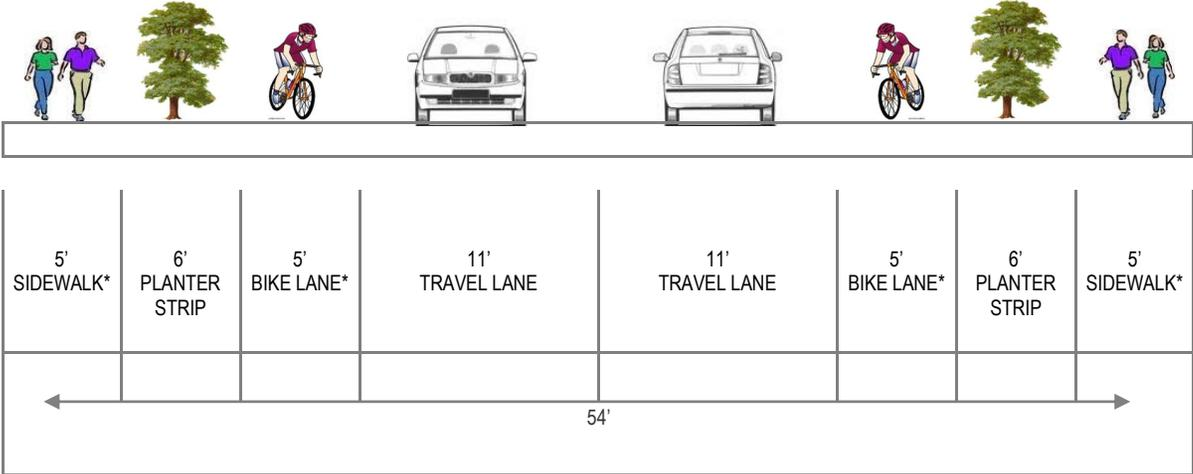 5’
SIDEWALK*
6’
PLANTER
STRIP
5’
BIKE LANE*
11’
TRAVEL LANE
11’
TRAVEL LANE
5’
BIKE LANE*
6’
PLANTER
STRIP
5’
SIDEWALK*
54’